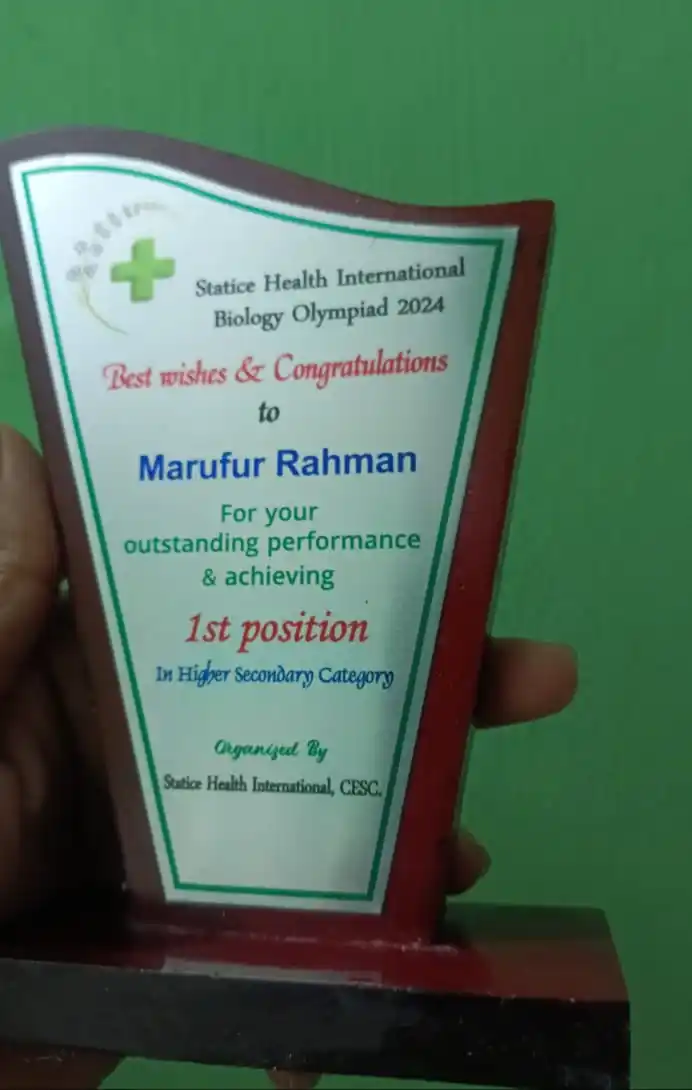 Statice Health International
Biology Olympiad 2024
Best wishes & Congratulations
to
Marufur Rahman
For your
outstanding performance
& achieving
1st position
In Higher Secondary Category
Organized By
Statice Health International, CESC.